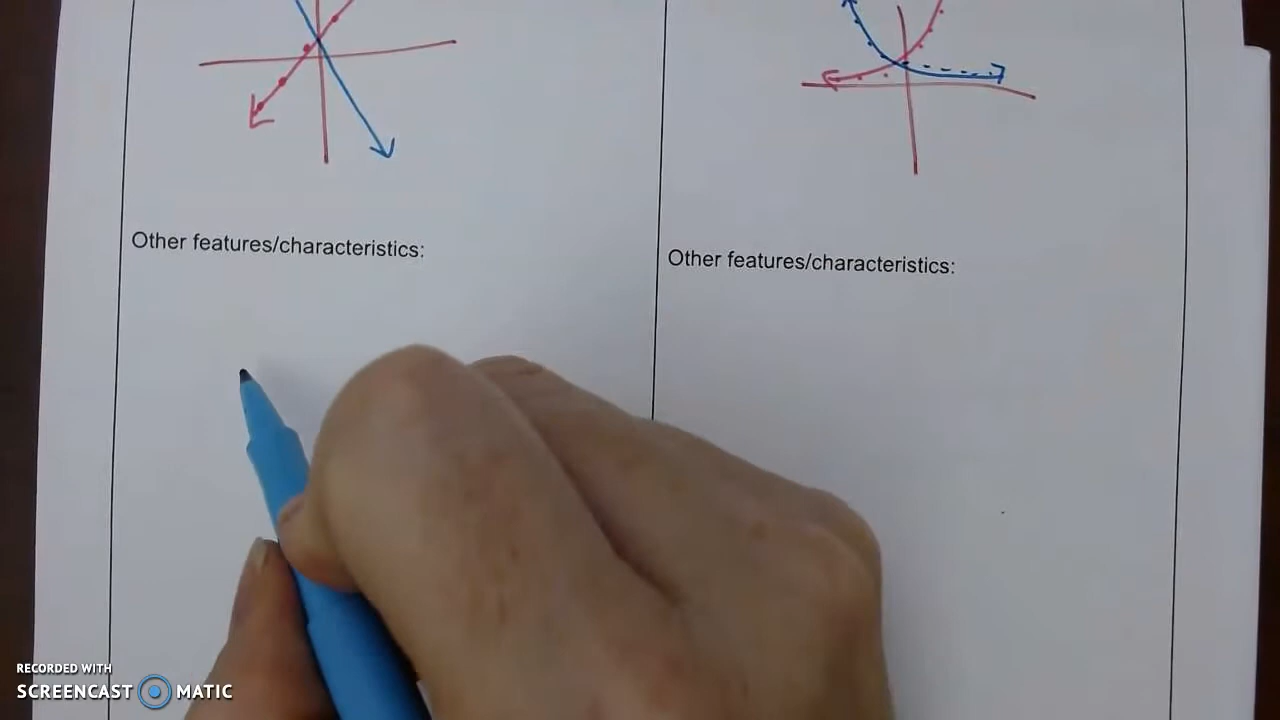 Other features/characteristics:
Other features/characteristics:
RECORDED WITH
SCREENCAST MATIC